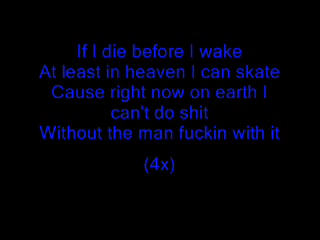 If I die before I wake
At least in heaven I can skate
Cause right now on earth I
can't do shit
Without the man fuckin with it
(4x)